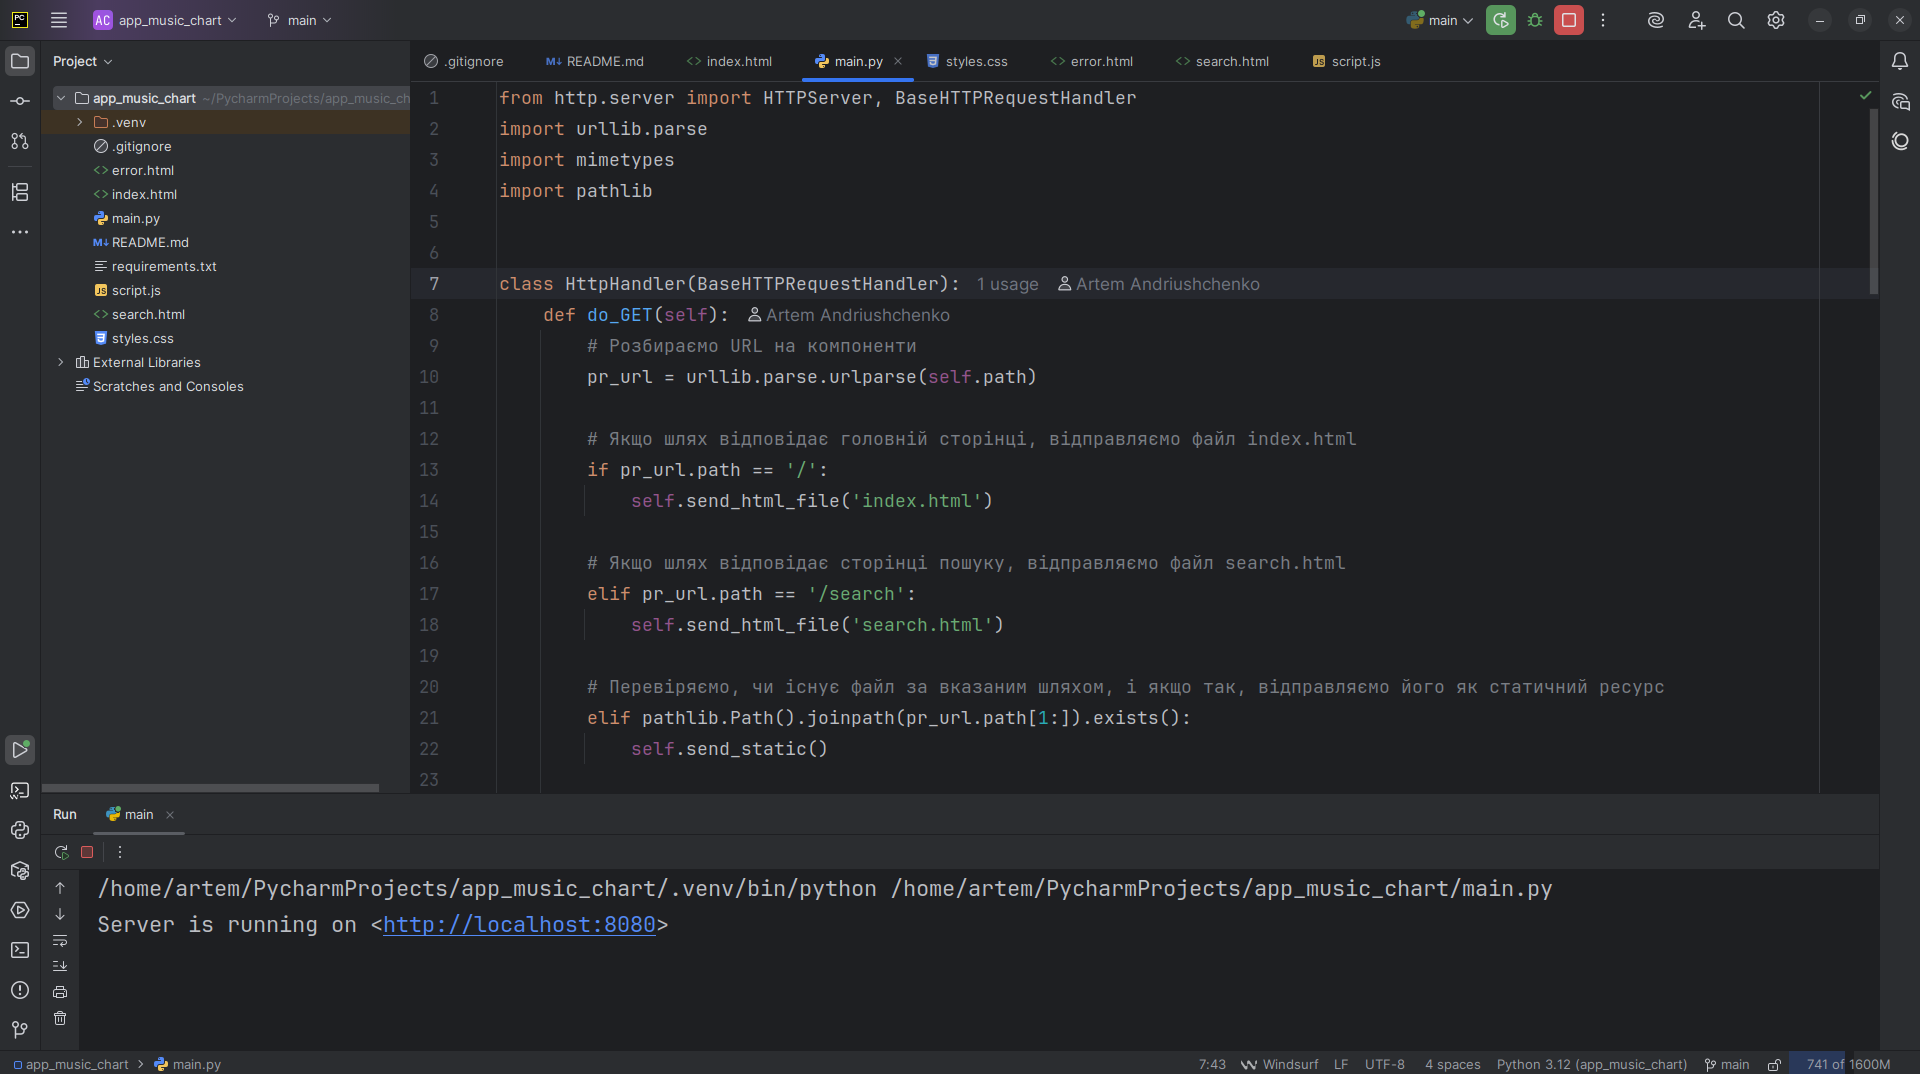 PC
AC app_music_chart
main
main
Project
app_music_chart ~/PycharmProjects/app_music_ch
.venv
.gitignore
error.html
index.html
main.py
README.md
requirements.txt
script.js
search.html
styles.css
External Libraries
Scratches and Consoles
.gitignore README.md index.html main.py styles.css error.html search.html script.js
1 from http.server import HTTPServer, BaseHTTPRequestHandler
2 import urllib.parse
3 import mimetypes
4 import pathlib
5
6
7 class HttpHandler(BaseHTTPRequestHandler): 1 usage Artem Andriushchenko
8 def do_GET(self): Artem Andriushchenko
9 # Розбираємо URL на компоненти
10 pr_url = urllib.parse.urlparse(self.path)
11
12 # Якщо шлях відповідає головній сторінці, відправляємо файл index.html
13 if pr_url.path == '/':
14 self.send_html_file('index.html')
15
16 # Якщо шлях відповідає сторінці пошуку, відправляємо файл search.html
17 elif pr_url.path == '/search':
18 self.send_html_file('search.html')
19
20 # Перевіряємо, чи існує файл за вказаним шляхом, і якщо так, відправляємо його як статичний ресурс
21 elif pathlib.Path().joinpath(pr_url.path[1:]).exists():
22 self.send_static()
23
Run main
/home/artem/PycharmProjects/app_music_chart/.venv/bin/python /home/artem/PycharmProjects/app_music_chart/main.py
Server is running on <http://localhost:8080>
app_music_chart main.py
7:43 Windsurf LF UTF-8 4 spaces Python 3.12 (app_music_chart) main 741 of 1600M